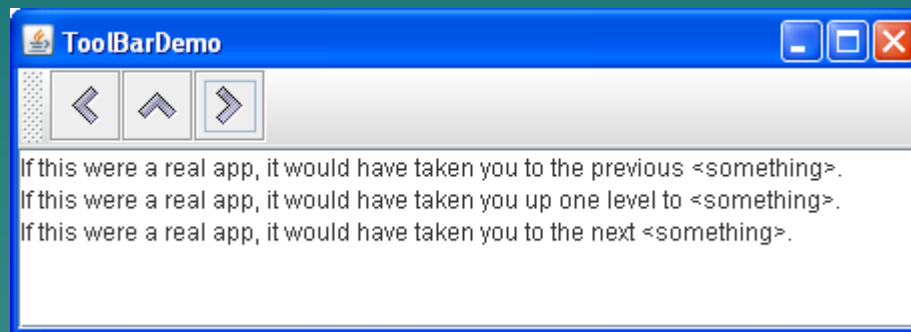 ToolBarDemo
If this were a real app, it would have taken you to the previous <something>.
If this were a real app, it would have taken you up one level to <something>.
If this were a real app, it would have taken you to the next <something>.